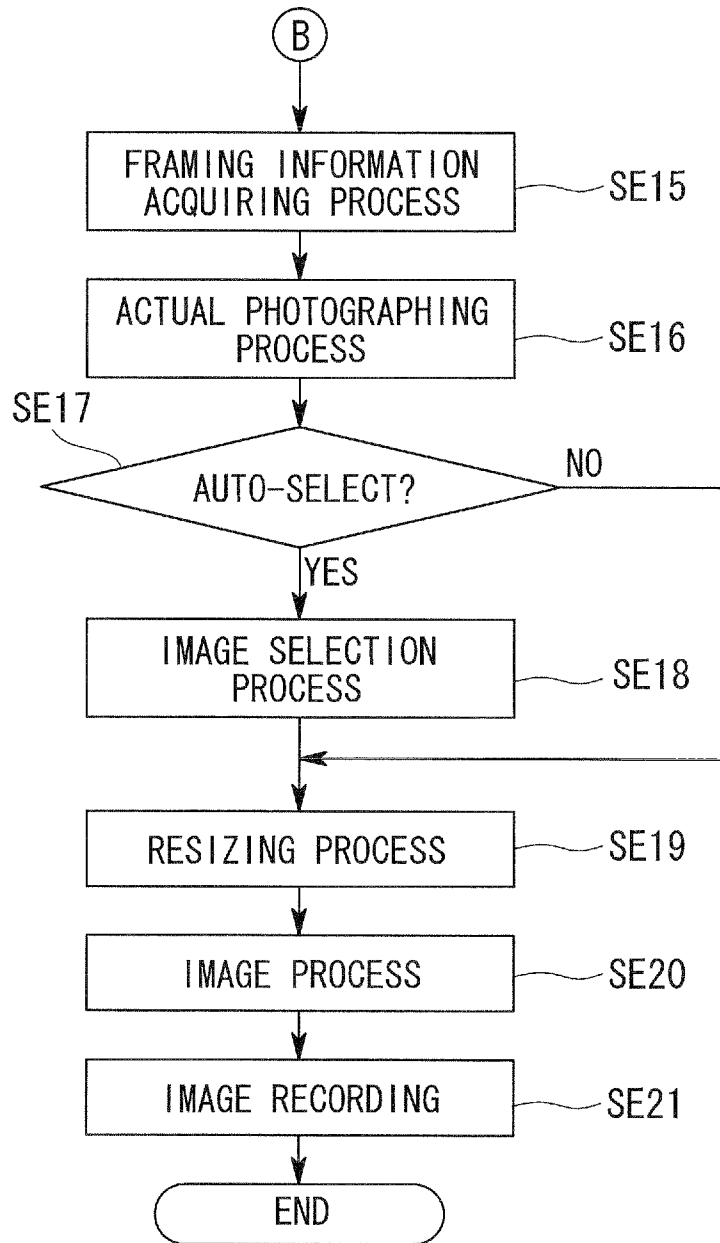 B
FRAMING INFORMATION
ACQUIRING PROCESS
SE15
ACTUAL PHOTOGRAPHING
PROCESS
SE16
SE17
AUTO-SELECT?
NO
YES
IMAGE SELECTION
PROCESS
SE18
RESIZING PROCESS
SE19
IMAGE PROCESS
SE20
IMAGE RECORDING
SE21
END